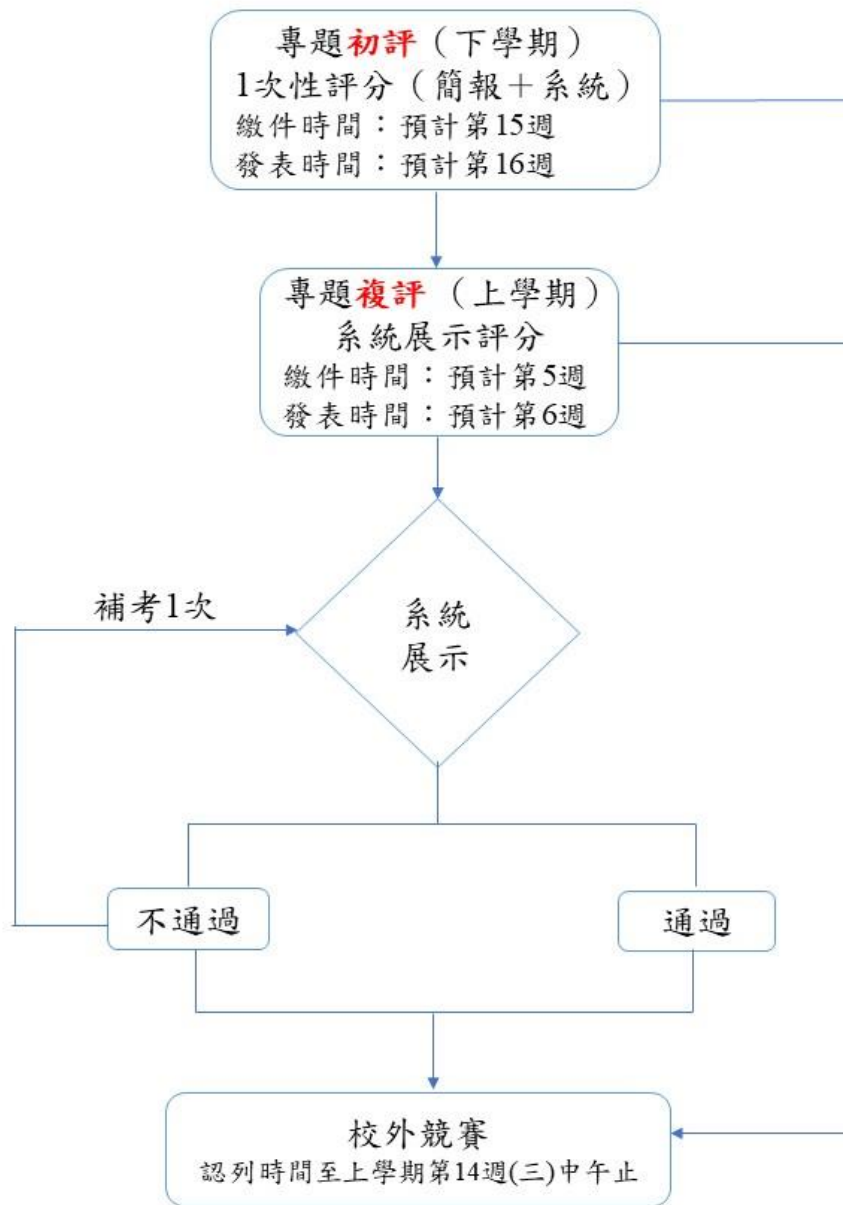 專題初評（下學期）
1次性評分（簡報＋系統）
繳件時間：預計第15週
發表時間：預計第16週
專題複評（上學期）
系統展示評分
繳件時間：預計第5週
發表時間：預計第6週
補考1次
系統
展示
不通過
通過
校外競賽
認列時間至上學期第14週(三)中午止